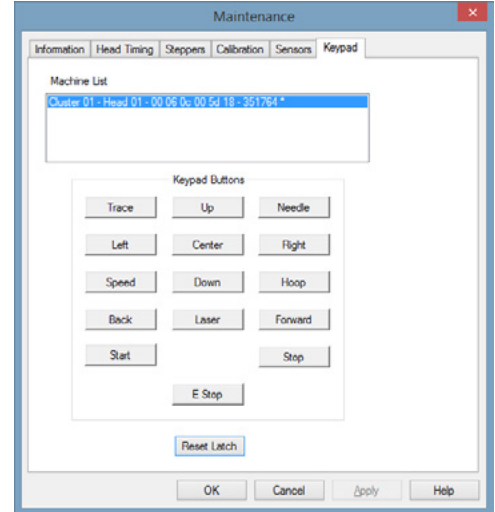 Maintenance
Information Head Timing Steppers Calibration Sensors Keypad
Machine List
Cluster 01 - Head 01 - 00 06 0c 00 5d 18 - 351764 *
Keypad Buttons
Trace Up Needle
Left Center Right
Speed Down Hoop
Back Laser Forward
Start Stop
E Stop
Reset Latch
OK Cancel Apply Help